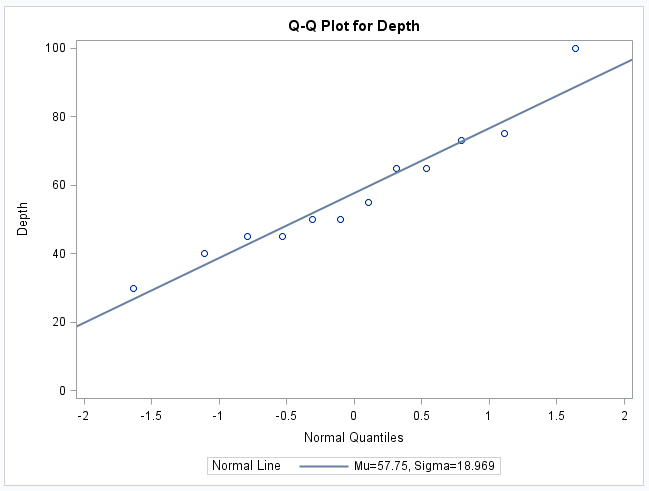 Q-Q Plot for Depth
100
80
60
40
20
0
Depth
-2 -1.5 -1 -0.5 0 0.5 1 1.5 2
Normal Quantiles
Normal Line Mu=57.75, Sigma=18.969